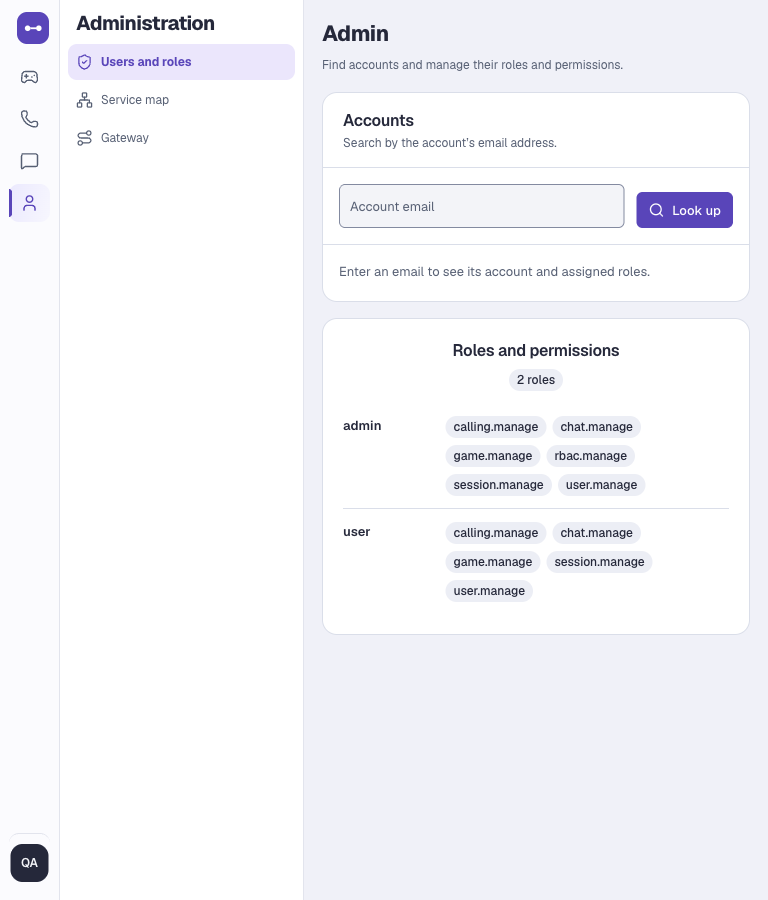 Administration
Users and roles
Service map
Gateway
QA
Admin
Find accounts and manage their roles and permissions.
Accounts
Search by the account's email address.
Account email
Look up
Enter an email to see its account and assigned roles.
Roles and permissions
2 roles
admin
calling.manage chat.manage
game.manage rbac.manage
session.manage user.manage
user
calling.manage chat.manage
game.manage session.manage
user.manage